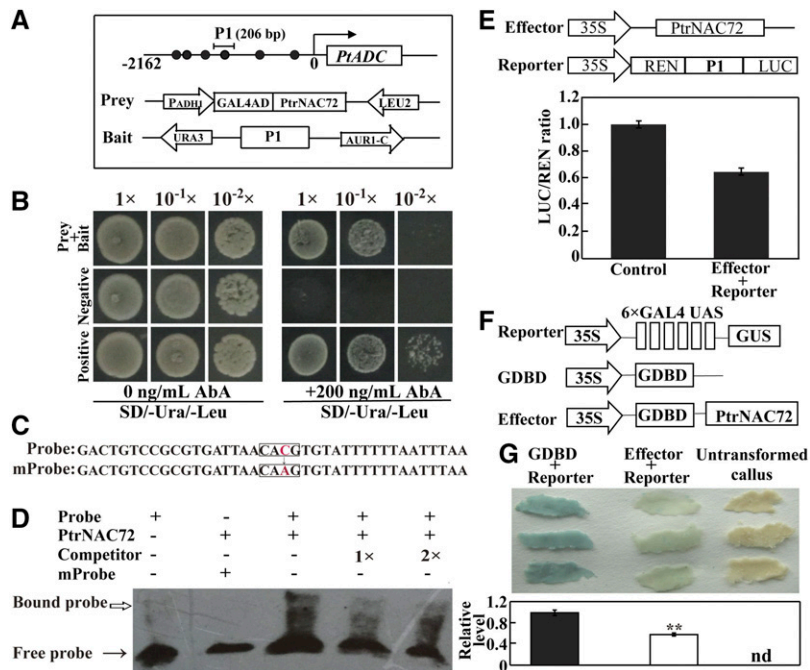 A
P1 (206 bp)
-2162
0
PtADC
Prey
PADH1
GAL4AD
PtrNAC72
LEU2
Bait
URA3
P1
AUR1-C
B
1× 10-1× 10-2× 1× 10-1× 10-2×
Prey + Bait
Negative
Positive
0 ng/mL AbA
SD/-Ura/-Leu
+200 ng/mL AbA
SD/-Ura/-Leu
C
Probe: GACTGTCCGCGTGATTAACACGTGTATTTTTTAATTTAA
mProbe: GACTGTCCGCGTGATTAACAAGTGTATTTTTTAATTTAA
D
Probe + - + + +
PtrNAC72 - + + + +
Competitor - - - 1× 2×
mProbe - + - - -
Bound probe
Free probe
E
Effector
35S
PtrNAC72
Reporter
35S
REN
P1
LUC
LUC/REN ratio
1.2
1.0
0.8
0.6
0.4
0.2
0
Control
Effector
+
Reporter
F
6×GAL4 UAS
Reporter
35S
GUS
GDBD
35S
GDBD
Effector
35S
GDBD
PtrNAC72
G
GDBD
+
Reporter
Effector
+
Reporter
Untransformed
callus
Relative
level
1.2
0.8
0.4
0
**
nd